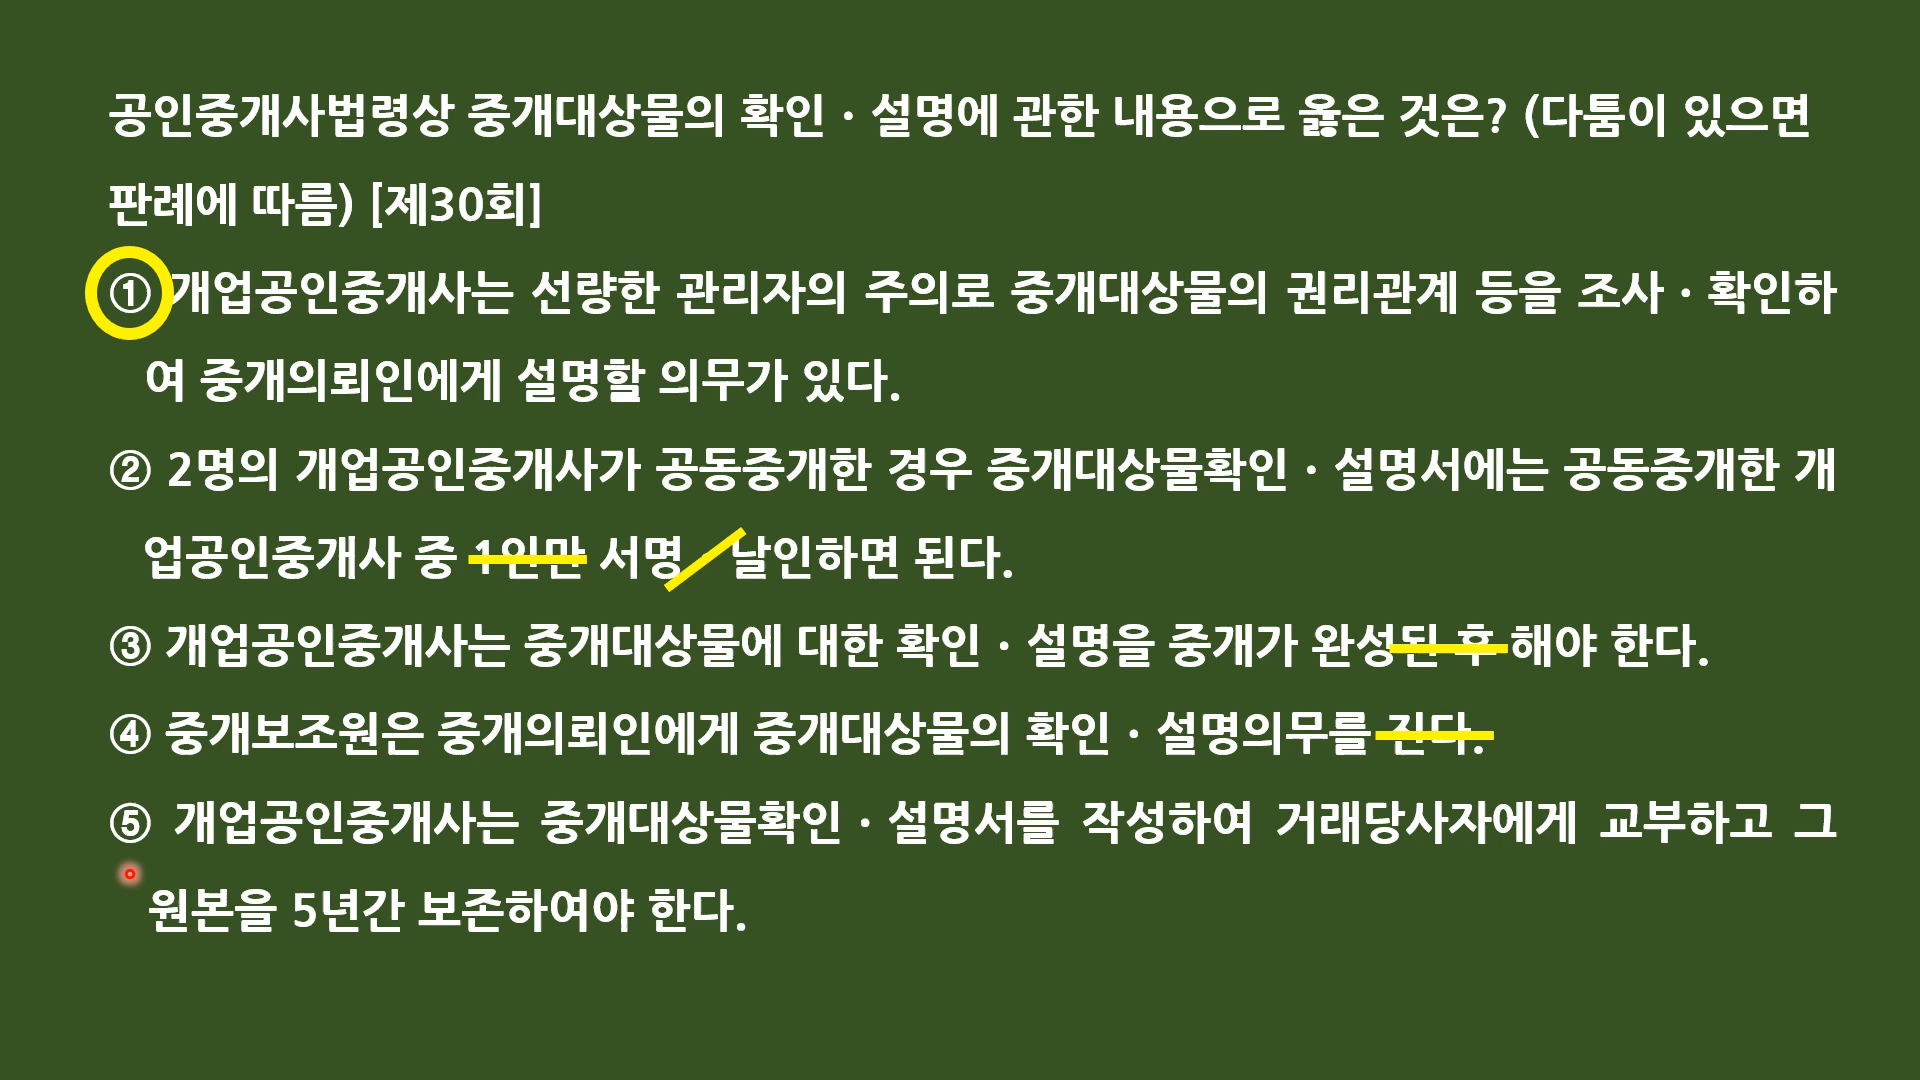 공인중개사법령상 중개대상물의 확인 · 설명에 관한 내용으로 옳은 것은? (다툼이 있으면
판례에 따름) [제30회]
① 개업공인중개사는 선량한 관리자의 주의로 중개대상물의 권리관계 등을 조사 · 확인하
여 중개의뢰인에게 설명할 의무가 있다.
② 2명의 개업공인중개사가 공동중개한 경우 중개대상물확인 · 설명서에는 공동중개한 개
업공인중개사 중 1인만 서명 · 날인하면 된다.
③ 개업공인중개사는 중개대상물에 대한 확인 · 설명을 중개가 완성된 후 해야 한다.
④ 중개보조원은 중개의뢰인에게 중개대상물의 확인 · 설명의무를 진다.
⑤ 개업공인중개사는 중개대상물확인 · 설명서를 작성하여 거래당사자에게 교부하고 그
원본을 5년간 보존하여야 한다.